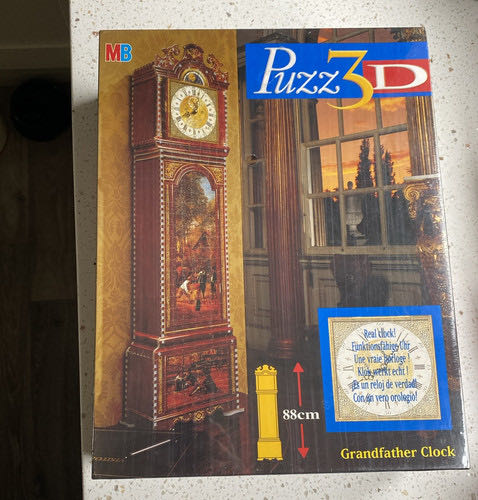 MB
Puzz3D
Real clock!
Funktionsfähige Uhr
Une vraie horloge!
Klok werkt echt!
¡Es un reloj de verdad!
Con un vero orologio!
88cm
Grandfather Clock